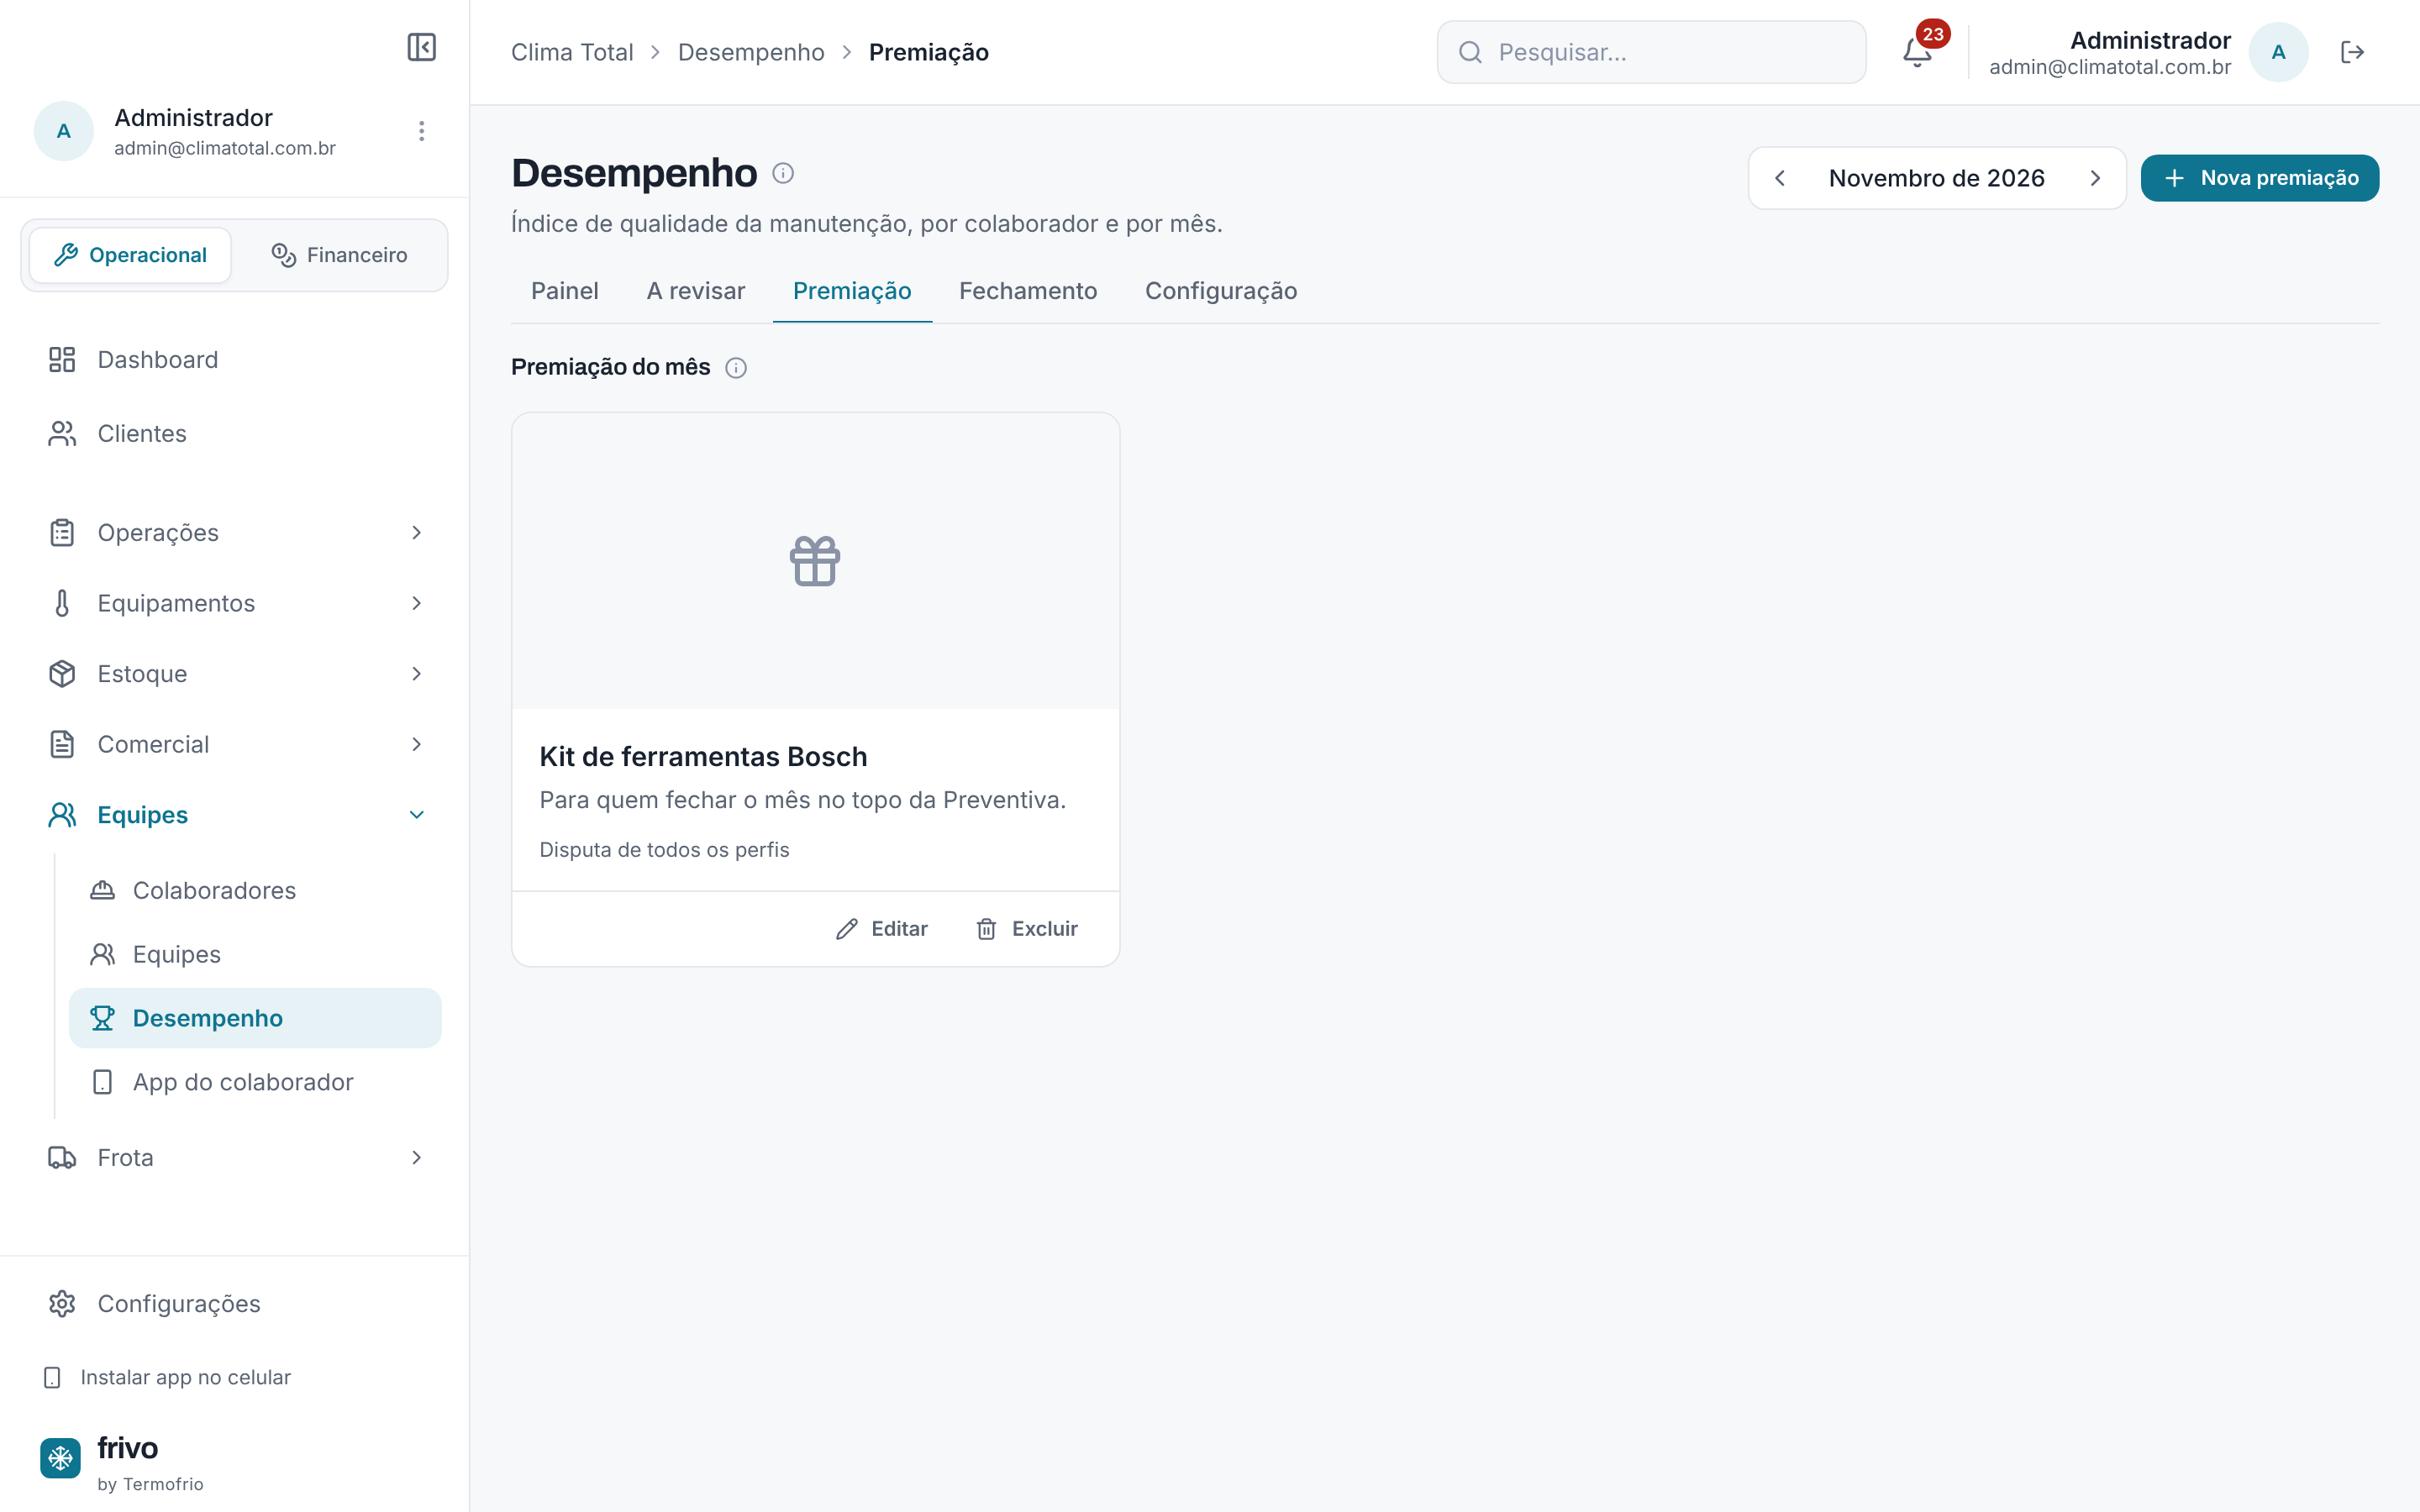 Administrador
admin@climatotal.com.br
A
Operacional
Financeiro
Dashboard
Clientes
Operações
Equipamentos
Estoque
Comercial
Equipes
Colaboradores
Equipes
Desempenho
App do colaborador
Frota
Configurações
Instalar app no celular
frivo
by Termofrio
Clima Total > Desempenho > Premiação
Pesquisar...
23
Administrador
admin@climatotal.com.br
A
Desempenho
Índice de qualidade da manutenção, por colaborador e por mês.
Novembro de 2026
Nova premiação
Painel
A revisar
Premiação
Fechamento
Configuração
Premiação do mês
Kit de ferramentas Bosch
Para quem fechar o mês no topo da Preventiva.
Disputa de todos os perfis
Editar
Excluir